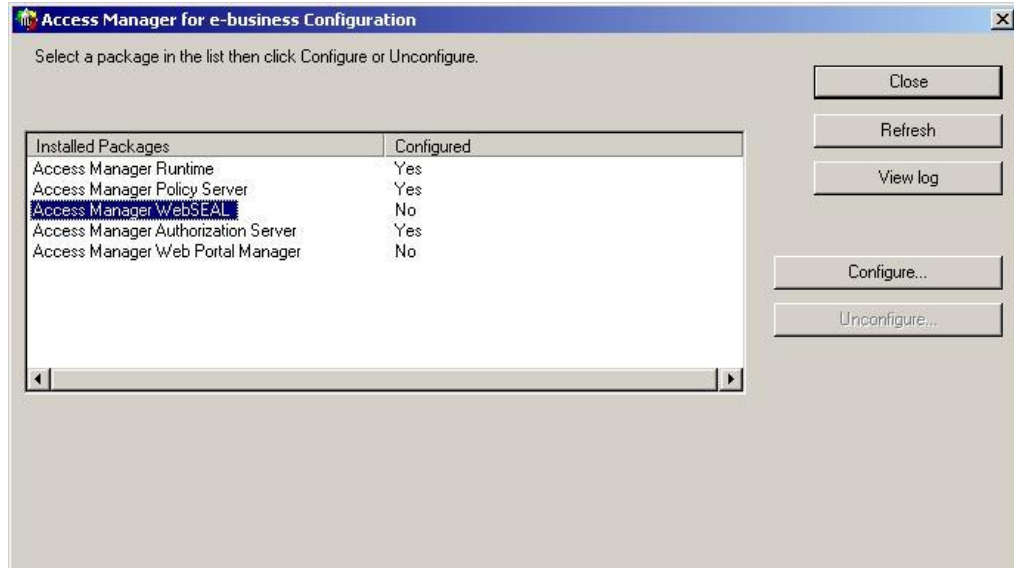 Access Manager for e-business Configuration
Select a package in the list then click Configure or Unconfigure.
Close
Refresh
View log
Installed Packages Configured
Access Manager Runtime Yes
Access Manager Policy Server Yes
Access Manager WebSEAL No
Access Manager Authorization Server Yes
Access Manager Web Portal Manager No
Configure...
Unconfigure...